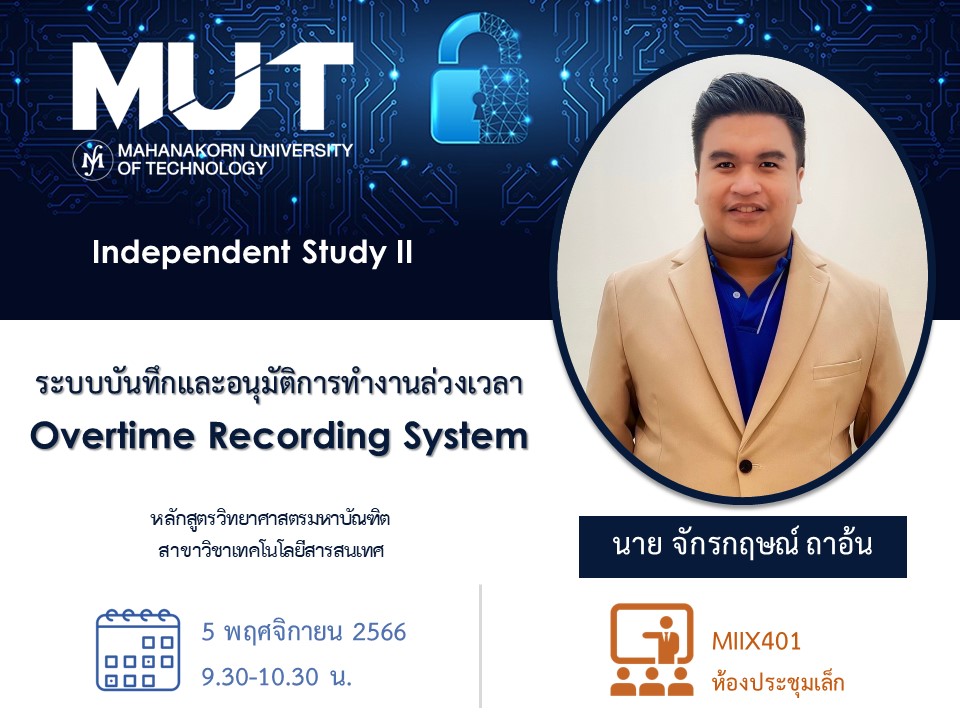 MUT
MAHANAKORN UNIVERSITY
OF TECHNOLOGY
Independent Study II
ระบบบันทึกและอนุมัติการทำงานล่วงเวลา
Overtime Recording System
หลักสูตรวิทยาศาสตรมหาบัณฑิต
สาขาวิชาเทคโนโลยีสารสนเทศ
นาย จักรกฤษณ์ ถาอ้น
5 พฤศจิกายน 2566
9.30-10.30 น.
MIIX401
ห้องประชุมเล็ก